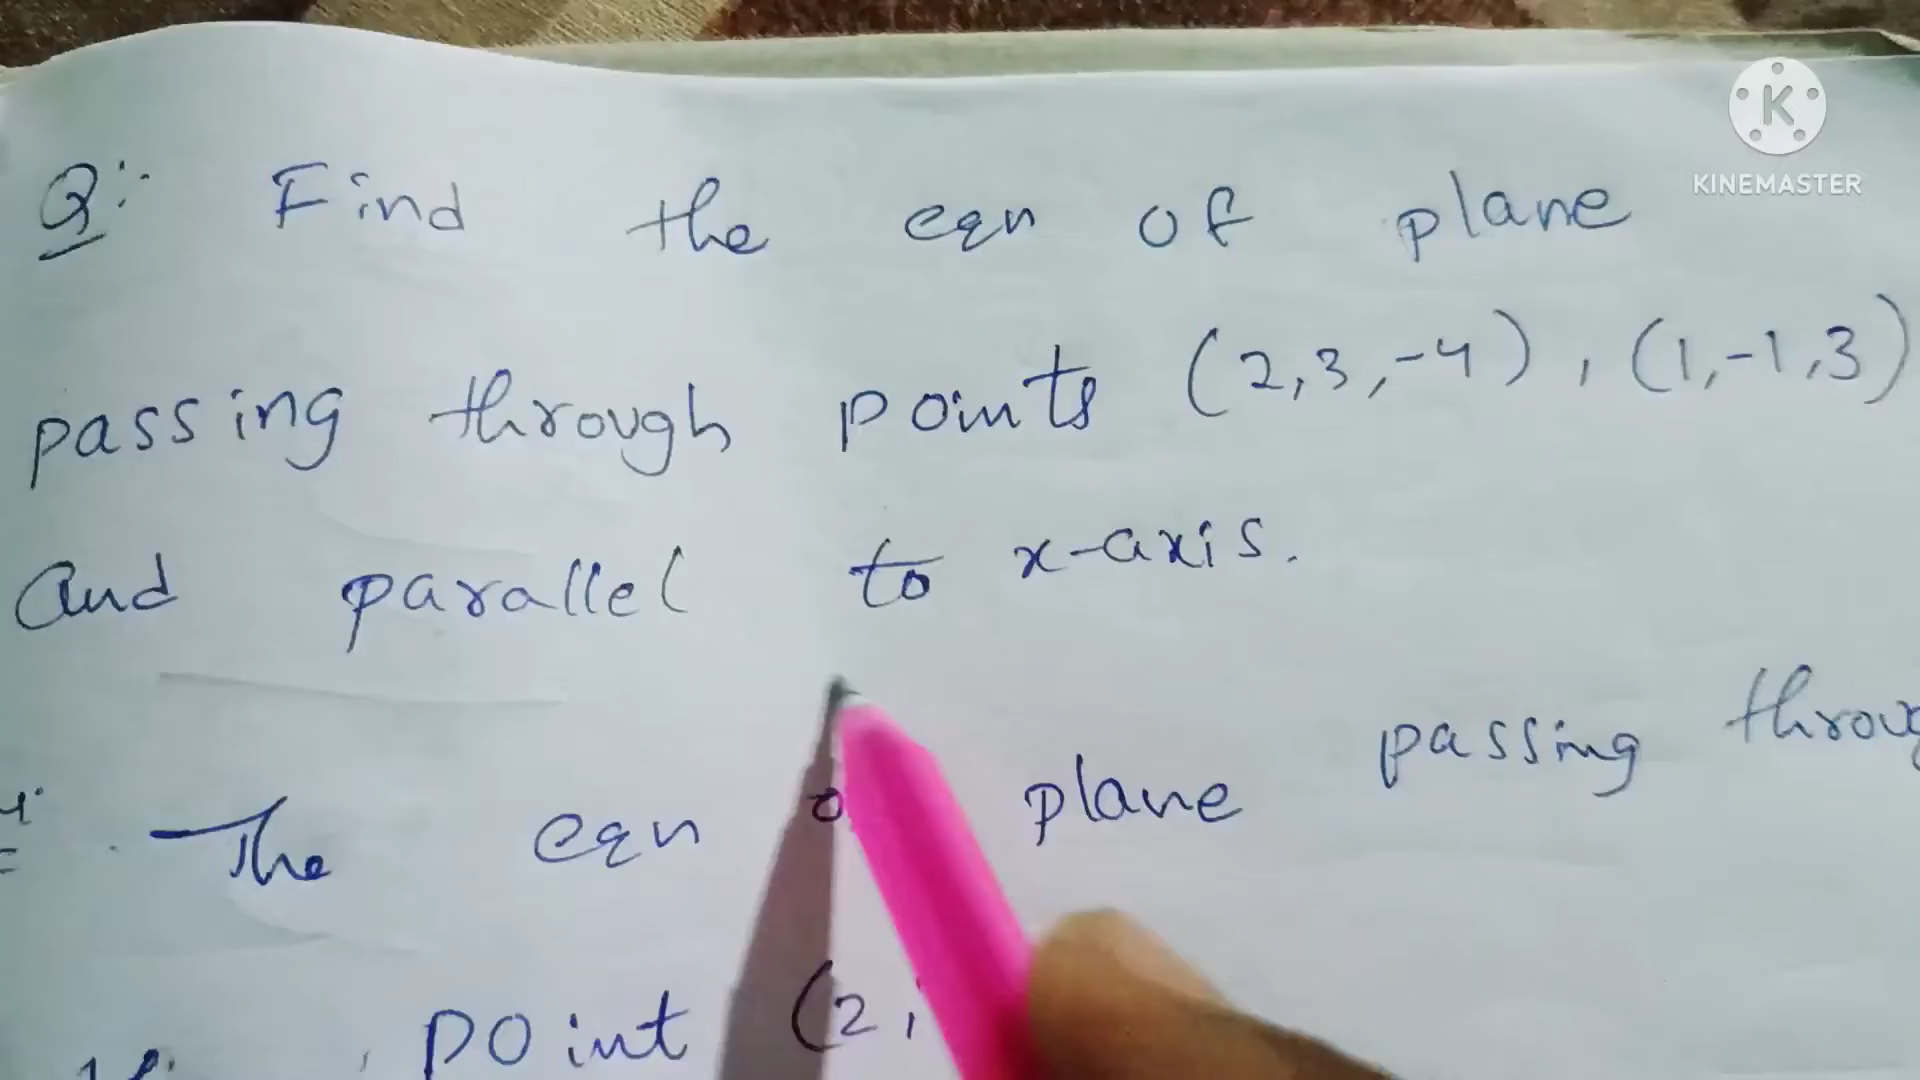 Q:- Find the eqn of plane
passing through points (2,3,-4), (1,-1,3)
and parallel to x-axis.
The eqn plane passing
point (2,
K
KINEMASTER